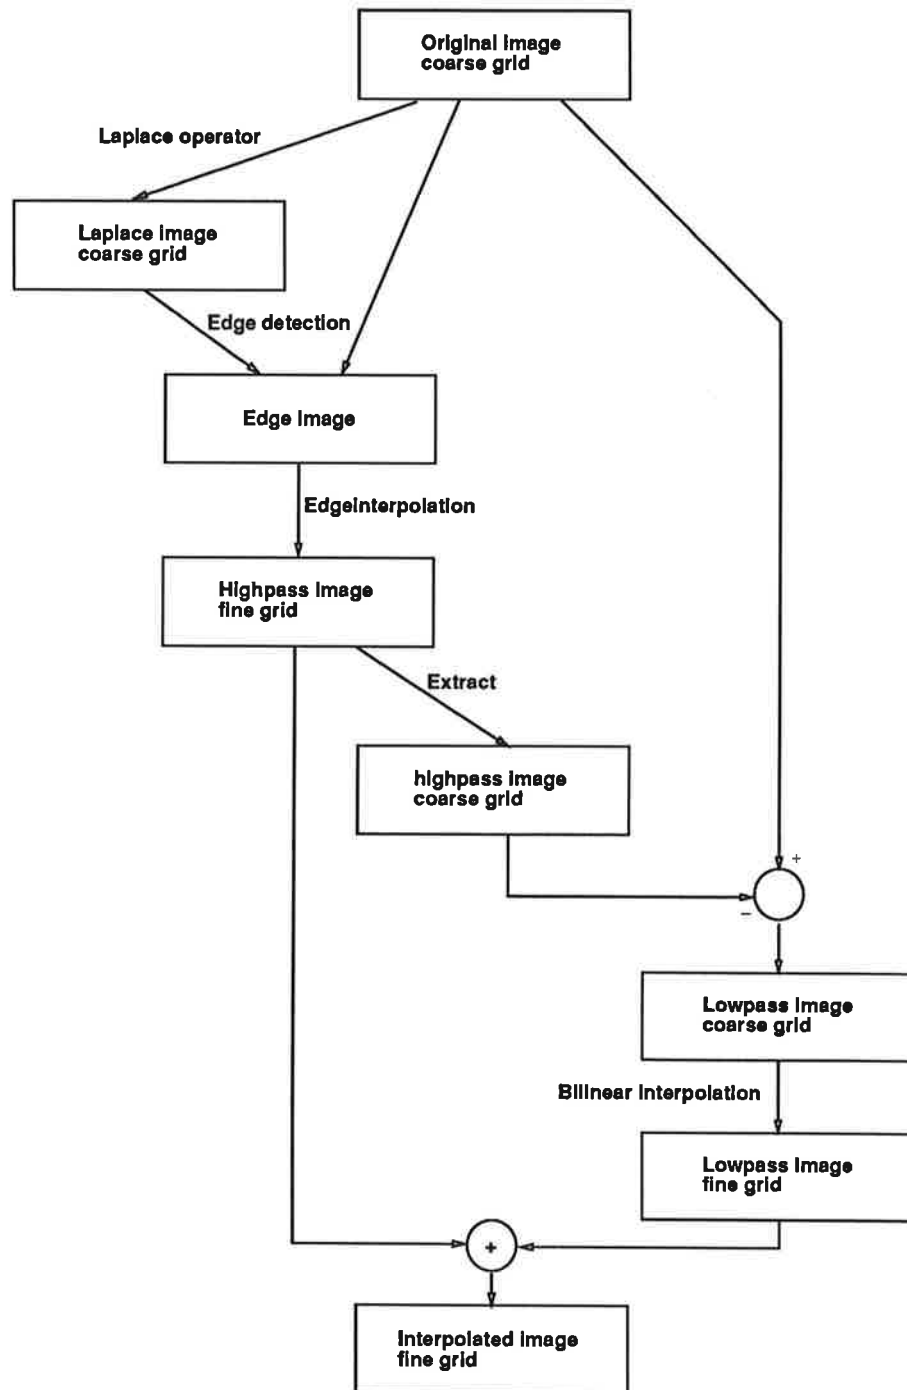 Original image
coarse grid
Laplace operator
Laplace image
coarse grid
Edge detection
Edge image
Edgeinterpolation
Highpass image
fine grid
Extract
highpass image
coarse grid
+
−
Lowpass image
coarse grid
Bilinear interpolation
Lowpass image
fine grid
+
Interpolated image
fine grid